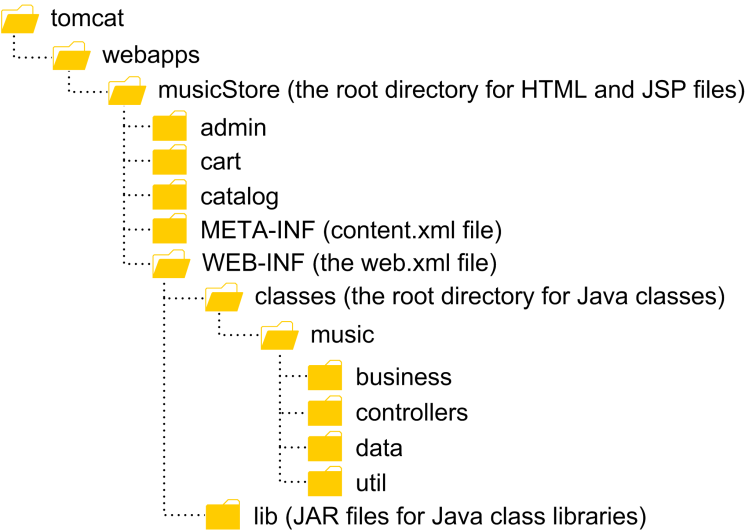 tomcat
webapps
musicStore (the root directory for HTML and JSP files)
admin
cart
catalog
META-INF (content.xml file)
WEB-INF (the web.xml file)
classes (the root directory for Java classes)
music
business
controllers
data
util
lib (JAR files for Java class libraries)